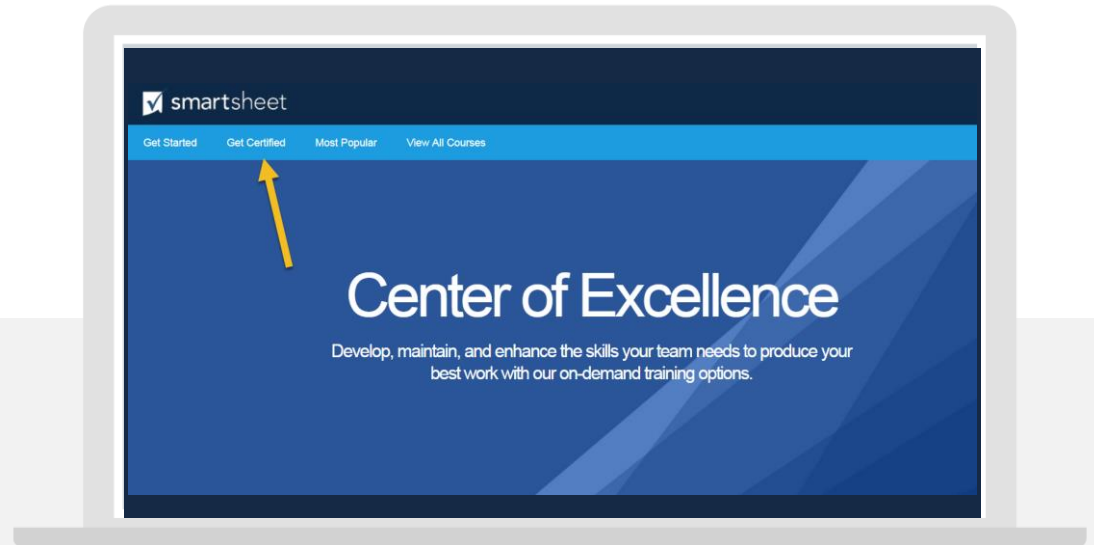 smartsheet
Get Started Get Certified Most Popular View All Courses
Center of Excellence
Develop, maintain, and enhance the skills your team needs to produce your
best work with our on-demand training options.